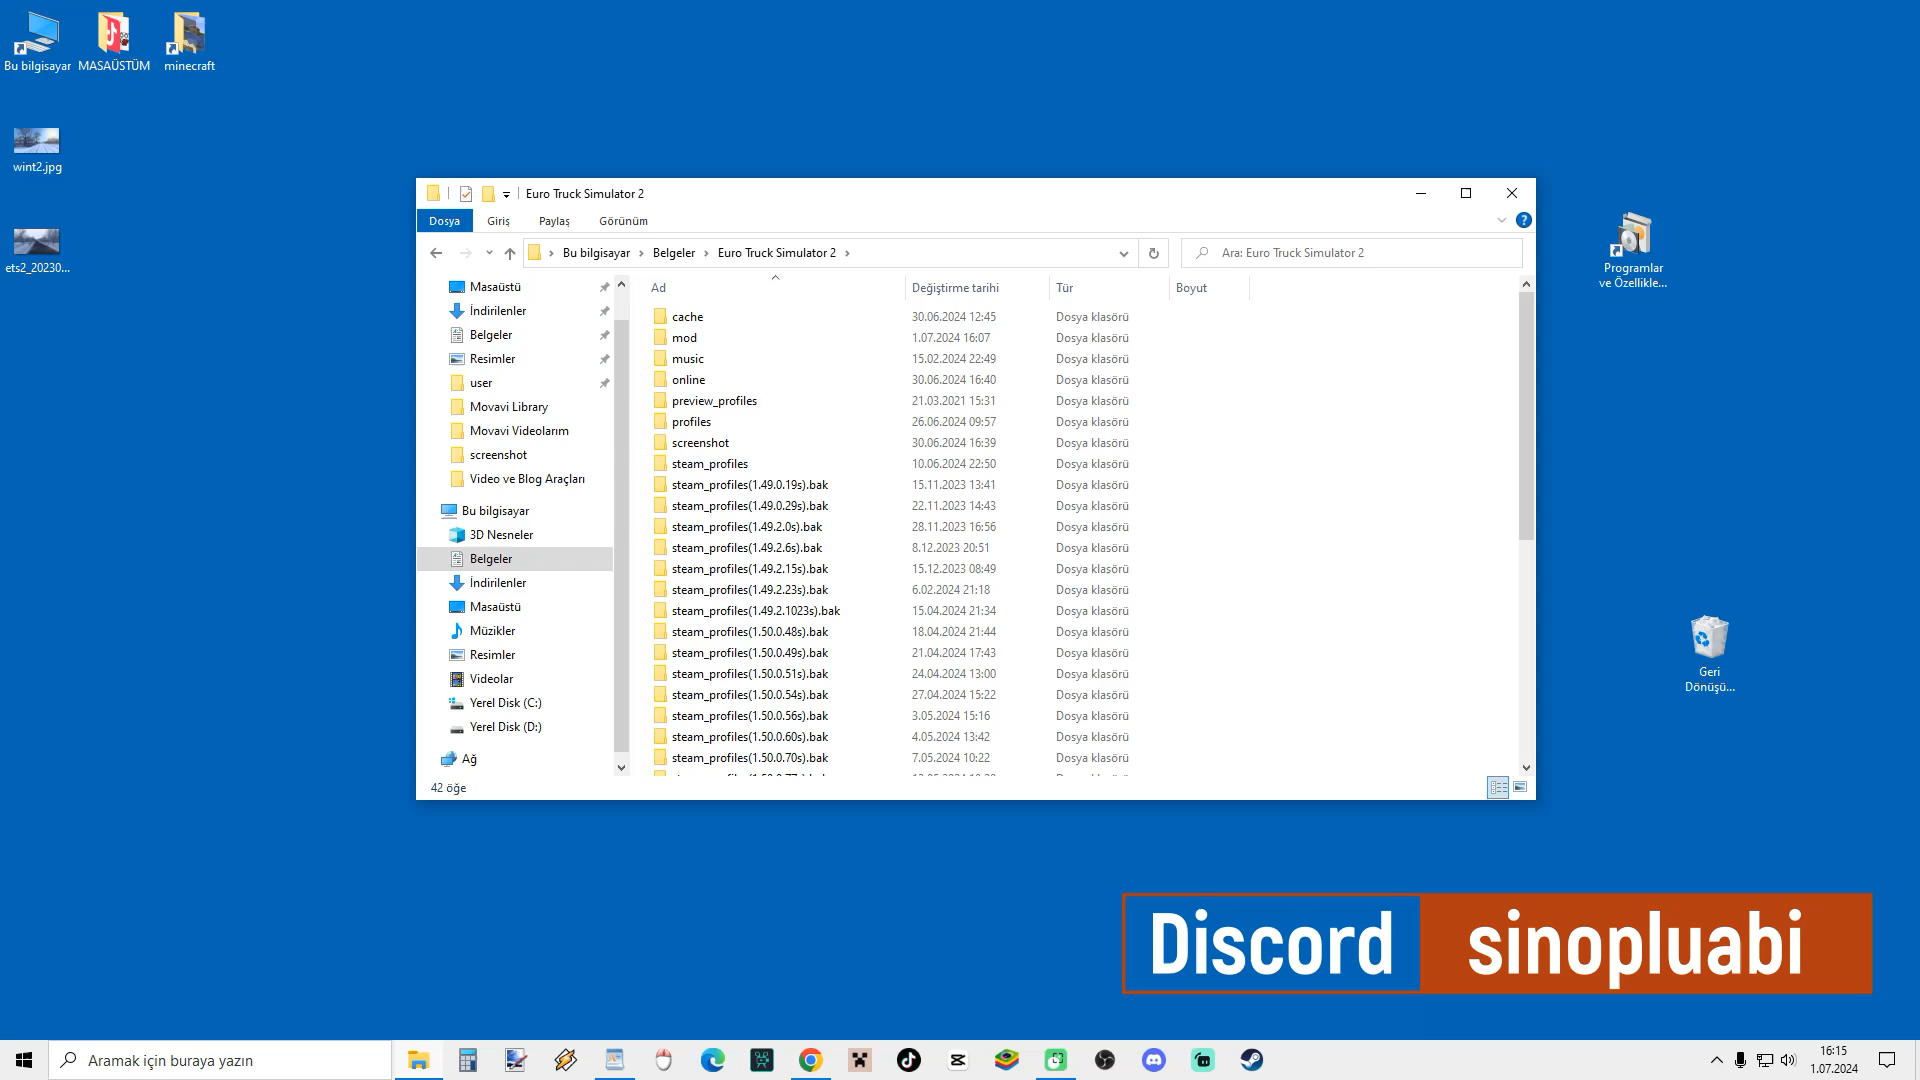 Bu bilgisayar
MASAÜSTÜM
minecraft
wint2.jpg
ets2_20230...
Programlar
ve Özellikle...
Geri
Dönüşü...
Euro Truck Simulator 2
Dosya
Giriş
Paylaş
Görünüm
Bu bilgisayar
Belgeler
Euro Truck Simulator 2
Ara: Euro Truck Simulator 2
Masaüstü
İndirilenler
Belgeler
Resimler
user
Movavi Library
Movavi Videolarım
screenshot
Video ve Blog Araçları
Bu bilgisayar
3D Nesneler
Belgeler
İndirilenler
Masaüstü
Müzikler
Resimler
Videolar
Yerel Disk (C:)
Yerel Disk (D:)
Ağ
Ad Değiştirme tarihi Tür Boyut
cache 30.06.2024 12:45 Dosya klasörü
mod 1.07.2024 16:07 Dosya klasörü
music 15.02.2024 22:49 Dosya klasörü
online 30.06.2024 16:40 Dosya klasörü
preview_profiles 21.03.2021 15:31 Dosya klasörü
profiles 26.06.2024 09:57 Dosya klasörü
screenshot 30.06.2024 16:39 Dosya klasörü
steam_profiles 10.06.2024 22:50 Dosya klasörü
steam_profiles(1.49.0.19s).bak 15.11.2023 13:41 Dosya klasörü
steam_profiles(1.49.0.29s).bak 22.11.2023 14:43 Dosya klasörü
steam_profiles(1.49.2.0s).bak 28.11.2023 16:56 Dosya klasörü
steam_profiles(1.49.2.6s).bak 8.12.2023 20:51 Dosya klasörü
steam_profiles(1.49.2.15s).bak 15.12.2023 08:49 Dosya klasörü
steam_profiles(1.49.2.23s).bak 6.02.2024 21:18 Dosya klasörü
steam_profiles(1.49.2.1023s).bak 15.04.2024 21:34 Dosya klasörü
steam_profiles(1.50.0.48s).bak 18.04.2024 21:44 Dosya klasörü
steam_profiles(1.50.0.49s).bak 21.04.2024 17:43 Dosya klasörü
steam_profiles(1.50.0.51s).bak 24.04.2024 13:00 Dosya klasörü
steam_profiles(1.50.0.54s).bak 27.04.2024 15:22 Dosya klasörü
steam_profiles(1.50.0.56s).bak 3.05.2024 15:16 Dosya klasörü
steam_profiles(1.50.0.60s).bak 4.05.2024 13:42 Dosya klasörü
steam_profiles(1.50.0.70s).bak 7.05.2024 10:22 Dosya klasörü
42 öğe
Discord sinopluabi
Aramak için buraya yazın
16:15
1.07.2024